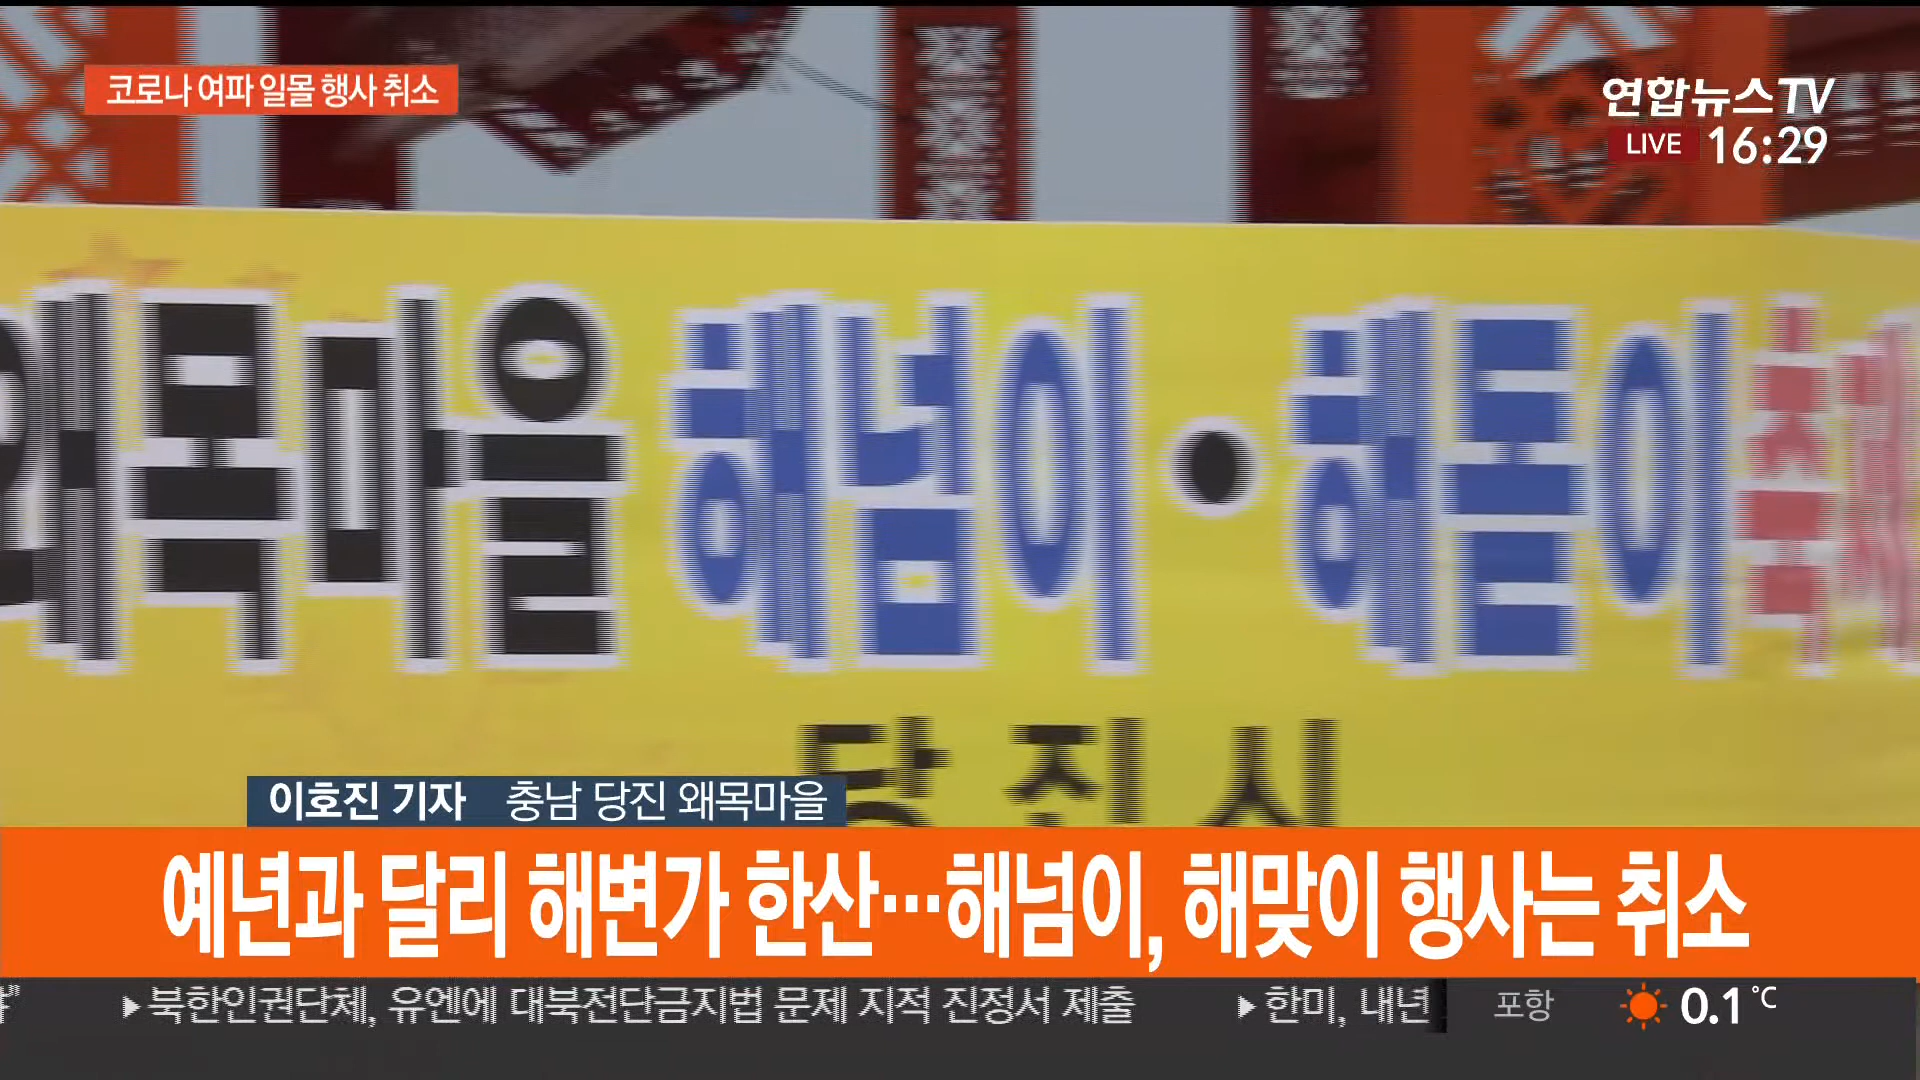 코로나 여파 일몰 행사 취소
연합뉴스TV
LIVE 16:29
왜목마을 해넘이·해돋이
당진시
이호진 기자 충남 당진 왜목마을
예년과 달리 해변가 한산…해넘이, 해맞이 행사는 취소
▶북한인권단체, 유엔에 대북전단금지법 문제 지적 진정서 제출 ▶한미, 내년
포항 0.1℃